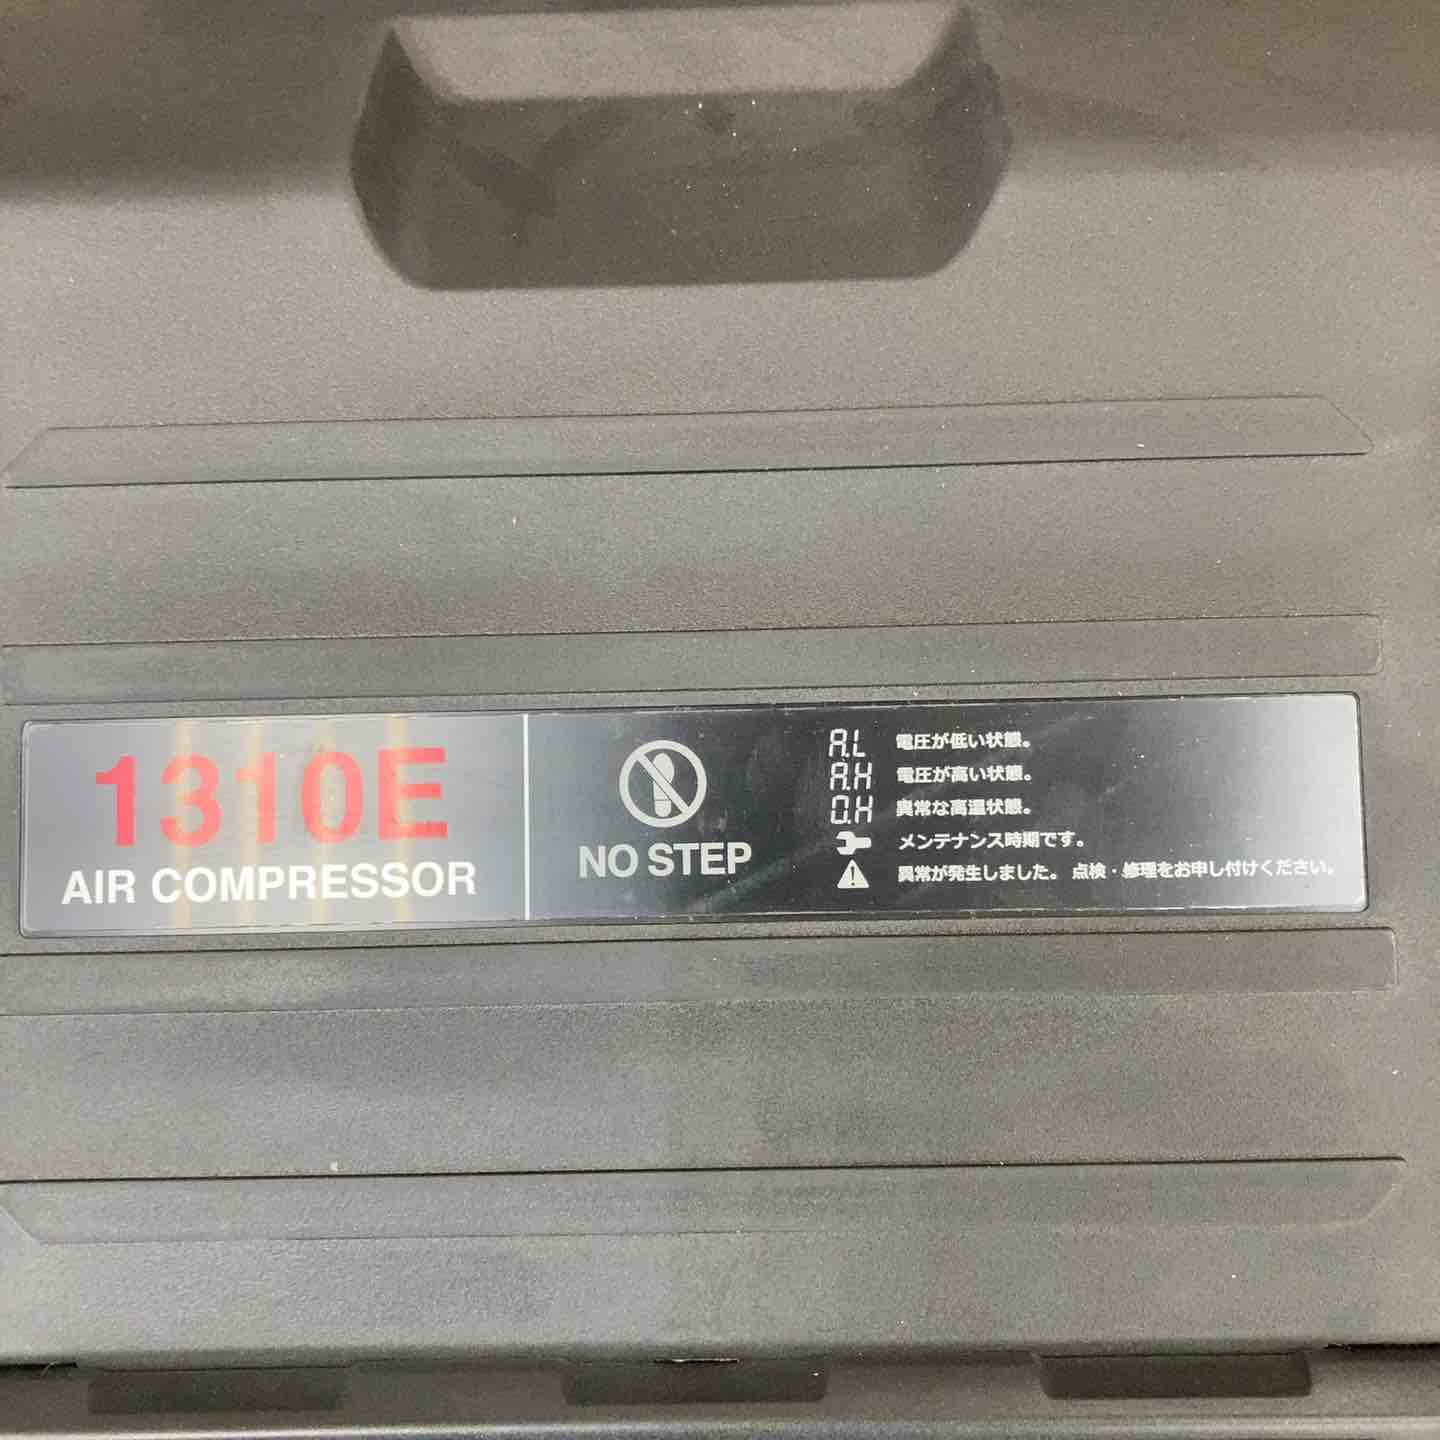 1310E
AIR COMPRESSOR
NO STEP
A.L 電圧が低い状態。
A.H 電圧が高い状態。
O.H 異常な高温状態。
メンテナンス時期です。
異常が発生しました。点検・修理をお申し付けください。